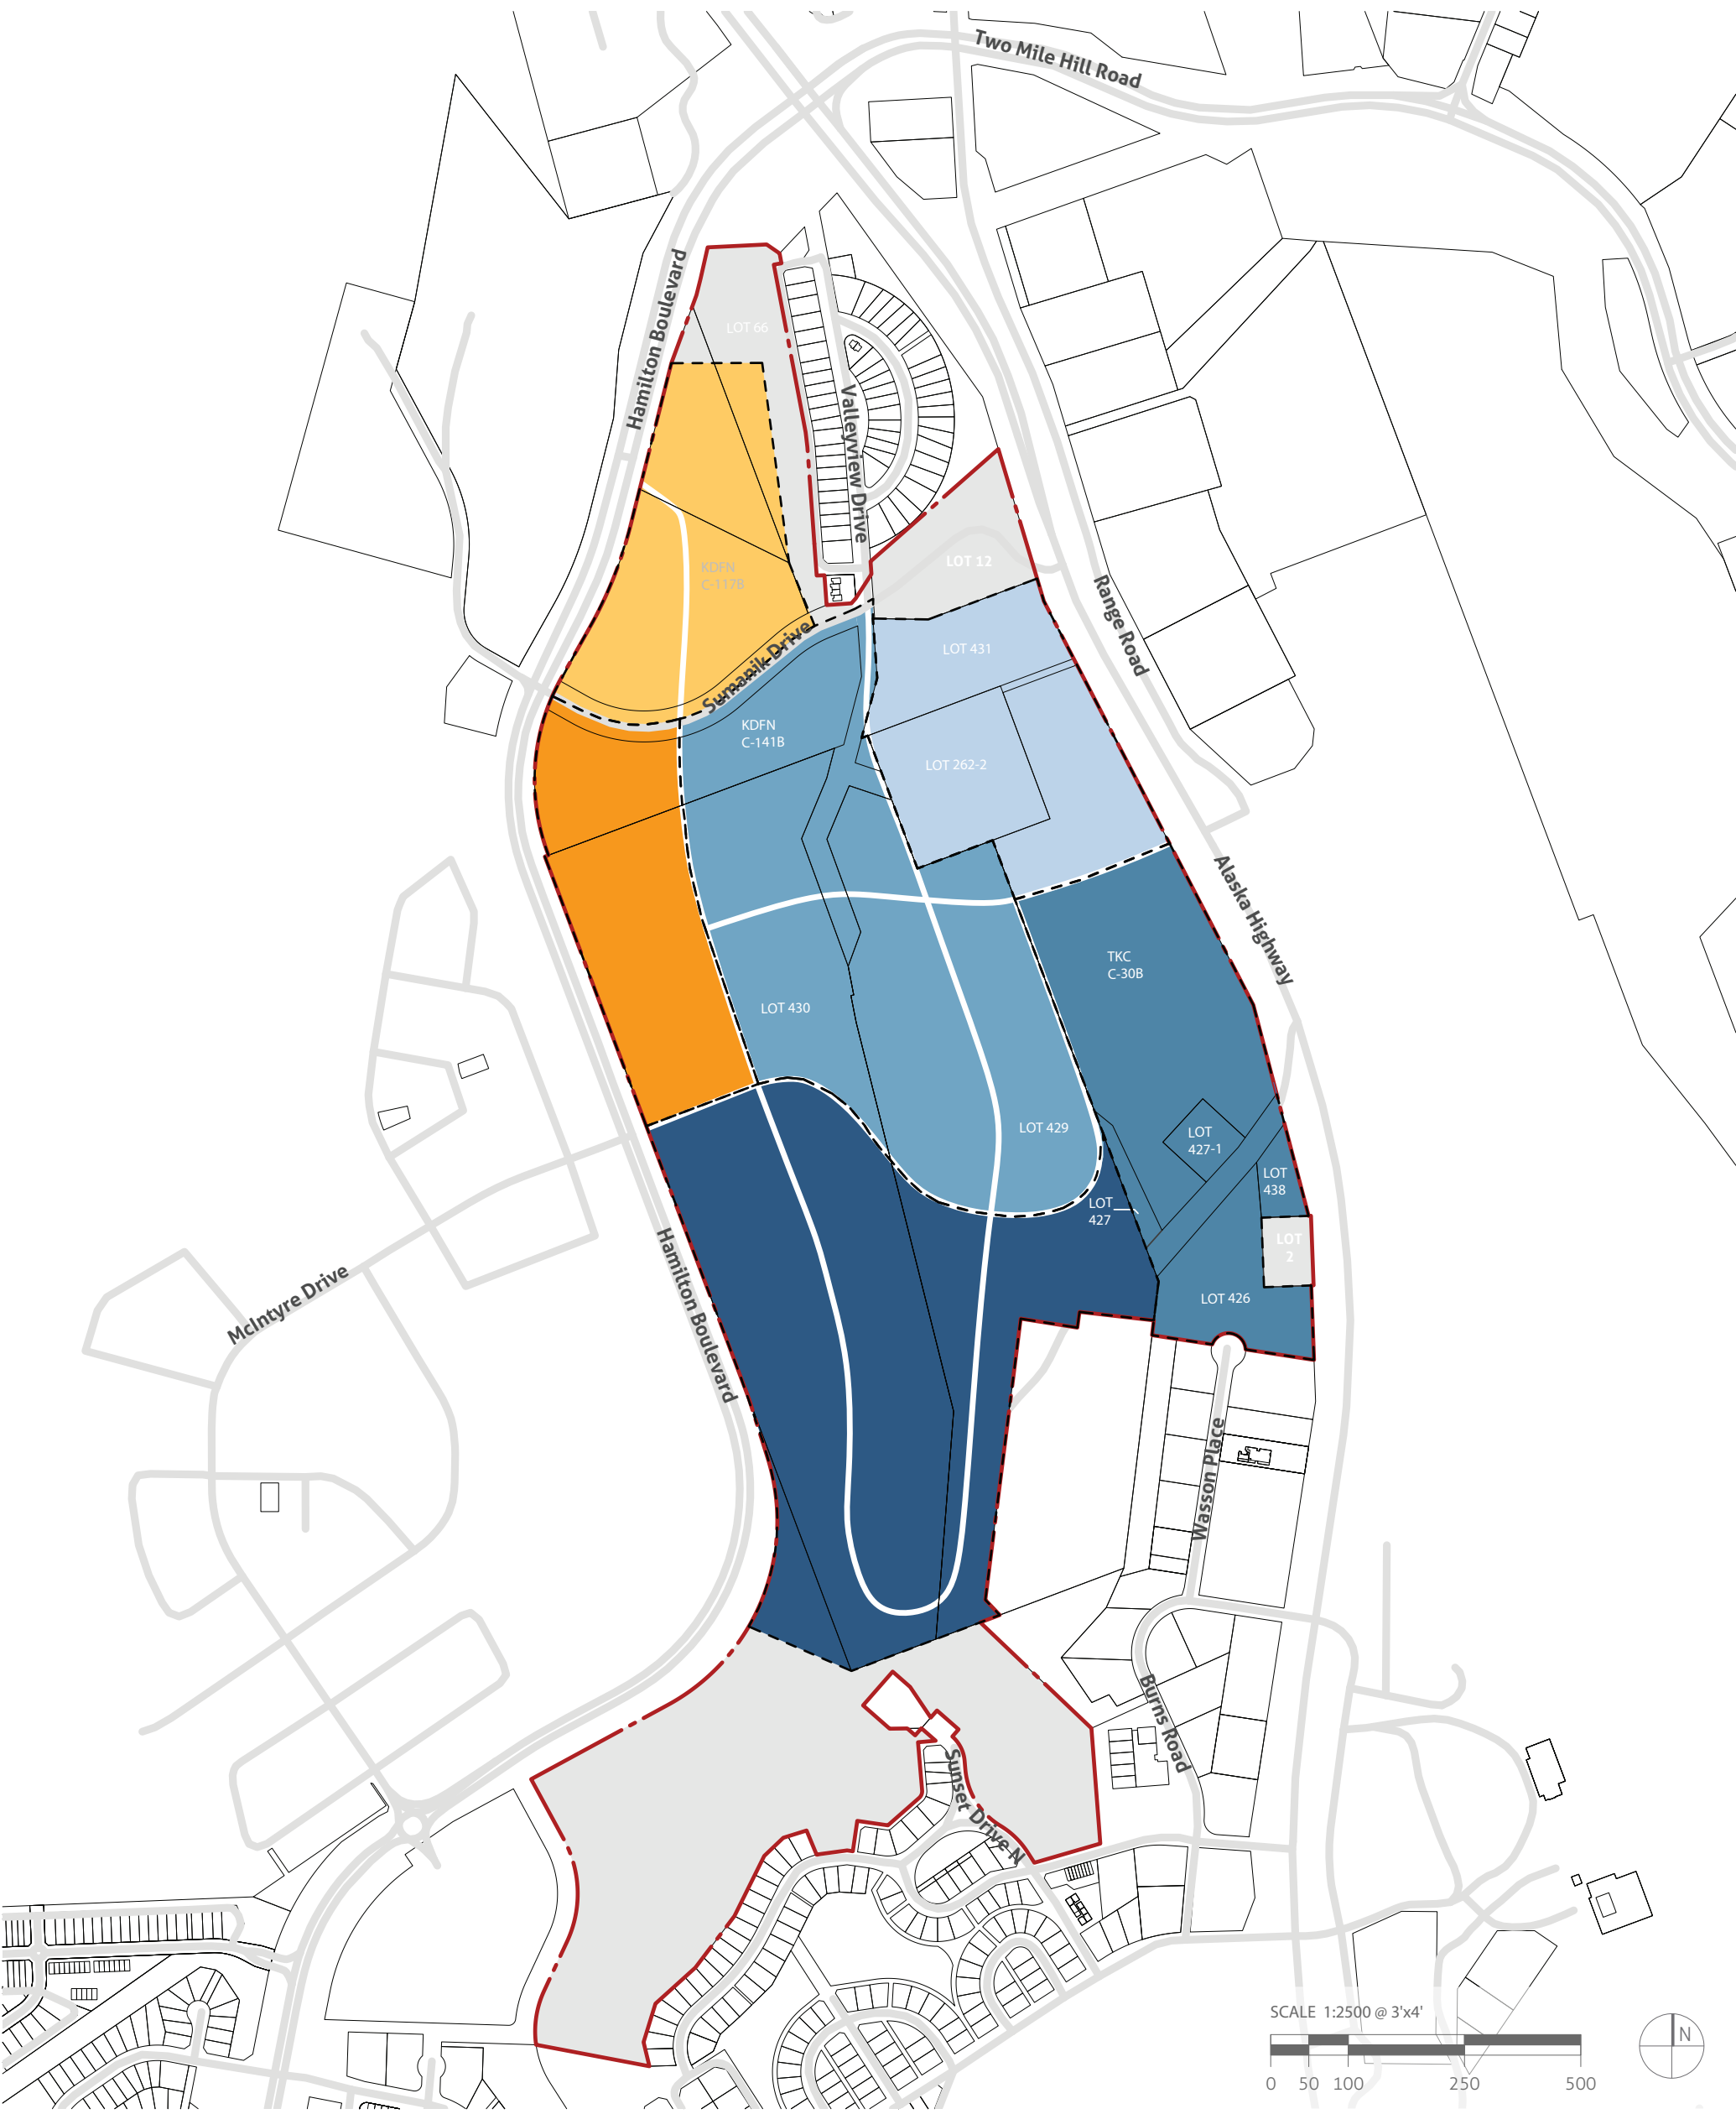 Two Mile Hill Road
Hamilton Boulevard
LOT 66
Valleyview Drive
LOT 12
KDFN
C-117B
Range Road
Sumanik Drive
LOT 431
KDFN
C-141B
LOT 262-2
Alaska Highway
TKC
C-30B
LOT 430
LOT 429
LOT
427-1
LOT
438
LOT
427
LOT
2
LOT 426
McIntyre Drive
Hamilton Boulevard
Wasson Place
Burns Road
Sunset Drive N
SCALE 1:2500 @ 3'x4'
N
0 50 100 250 500